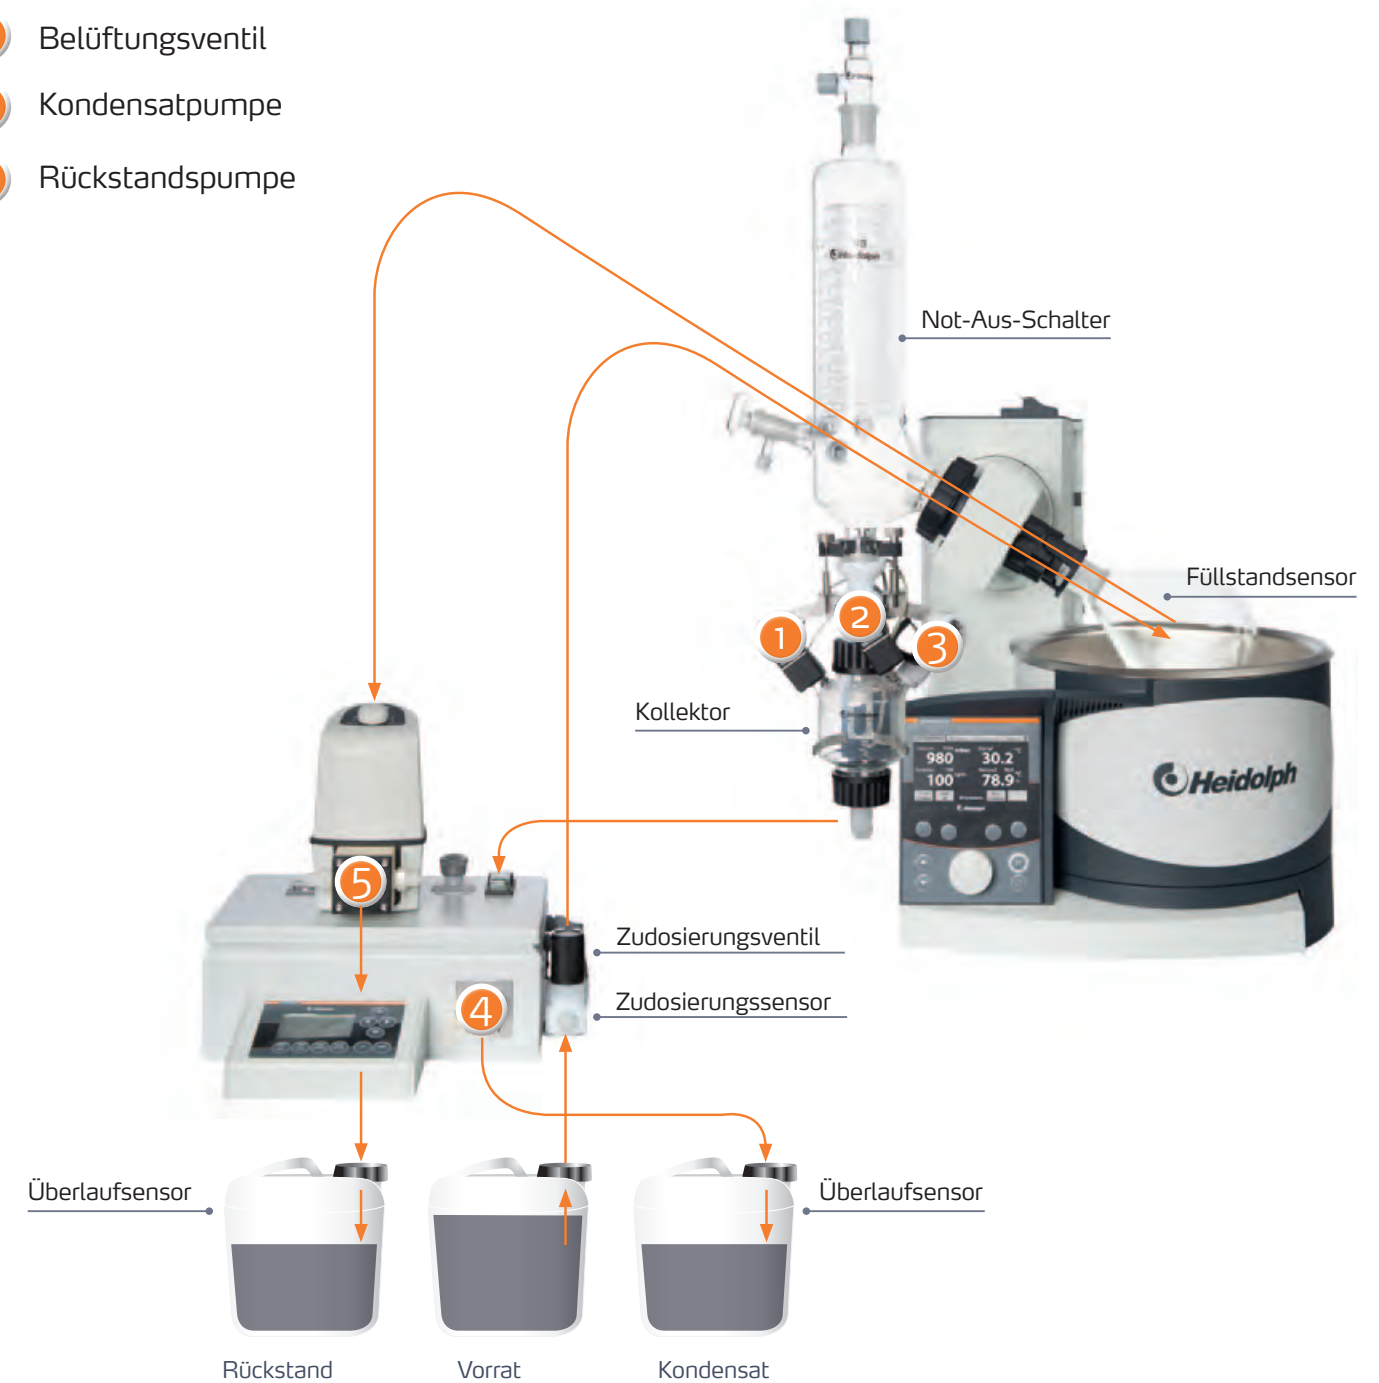 Belüftungsventil
Kondensatpumpe
Rückstandspumpe
Heidolph
Not-Aus-Schalter
Füllstandsensor
1
2
3
Kollektor
980
30.2
100
78.9
Heidolph
5
Zudosierungsventil
4
Zudosierungssensor
Überlaufsensor
Überlaufsensor
Rückstand
Vorrat
Kondensat